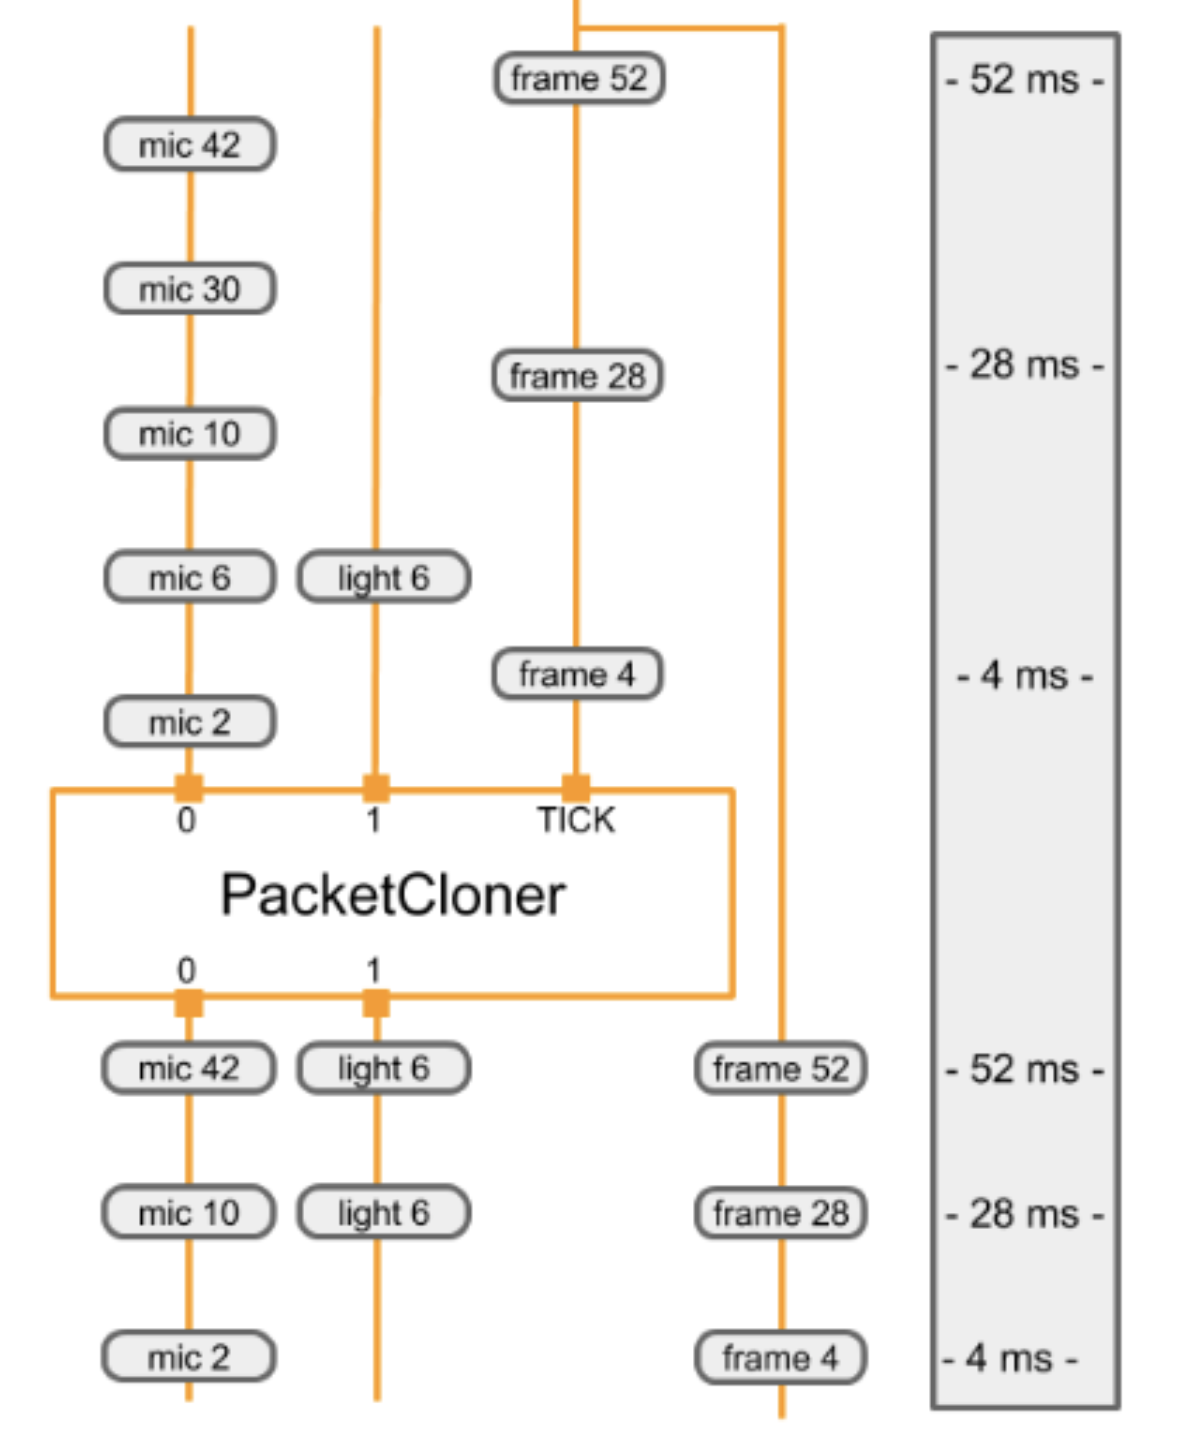 frame 52
- 52 ms -
mic 42
mic 30
frame 28
- 28 ms -
mic 10
mic 6
light 6
frame 4
- 4 ms -
mic 2
0
1
TICK
PacketCloner
0
1
mic 42
light 6
frame 52
- 52 ms -
mic 10
light 6
frame 28
- 28 ms -
mic 2
frame 4
- 4 ms -